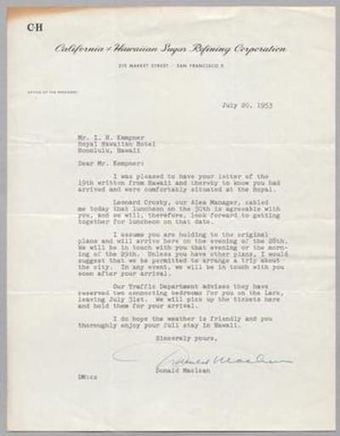 C·H
California & Hawaiian Sugar Refining Corporation
215 MARKET STREET · SAN FRANCISCO 5
OFFICE OF THE PRESIDENT
July 20, 1953
Mr. I. H. Kempner
Royal Hawaiian Hotel
Honolulu, Hawaii
Dear Mr. Kempner:
I was pleased to have your letter of the
19th written from Hawaii and thereby to know you had
arrived and were comfortably situated at the Royal.
Leonard Crosby, our Alea Manager, cabled
me today that luncheon on the 30th is agreeable with
you, and we will, therefore, look forward to getting
together for luncheon on that date.
I assume you are holding to the original
plans and will arrive here on the evening of the 28th.
We will be in touch with you that evening or the morn-
ing of the 29th. Unless you have other plans, I would
suggest that we be permitted to arrange a trip about
the city. In any event, we will be in touch with you
soon after your arrival.
Our Traffic Department advises they have
reserved two connecting bedrooms for you on the Lark,
leaving July 31st. We will pick up the tickets here
and hold them for your arrival.
I do hope the weather is friendly and you
thoroughly enjoy your full stay in Hawaii.
Sincerely yours,
Donald Maclean
Donald Maclean
DM:cz